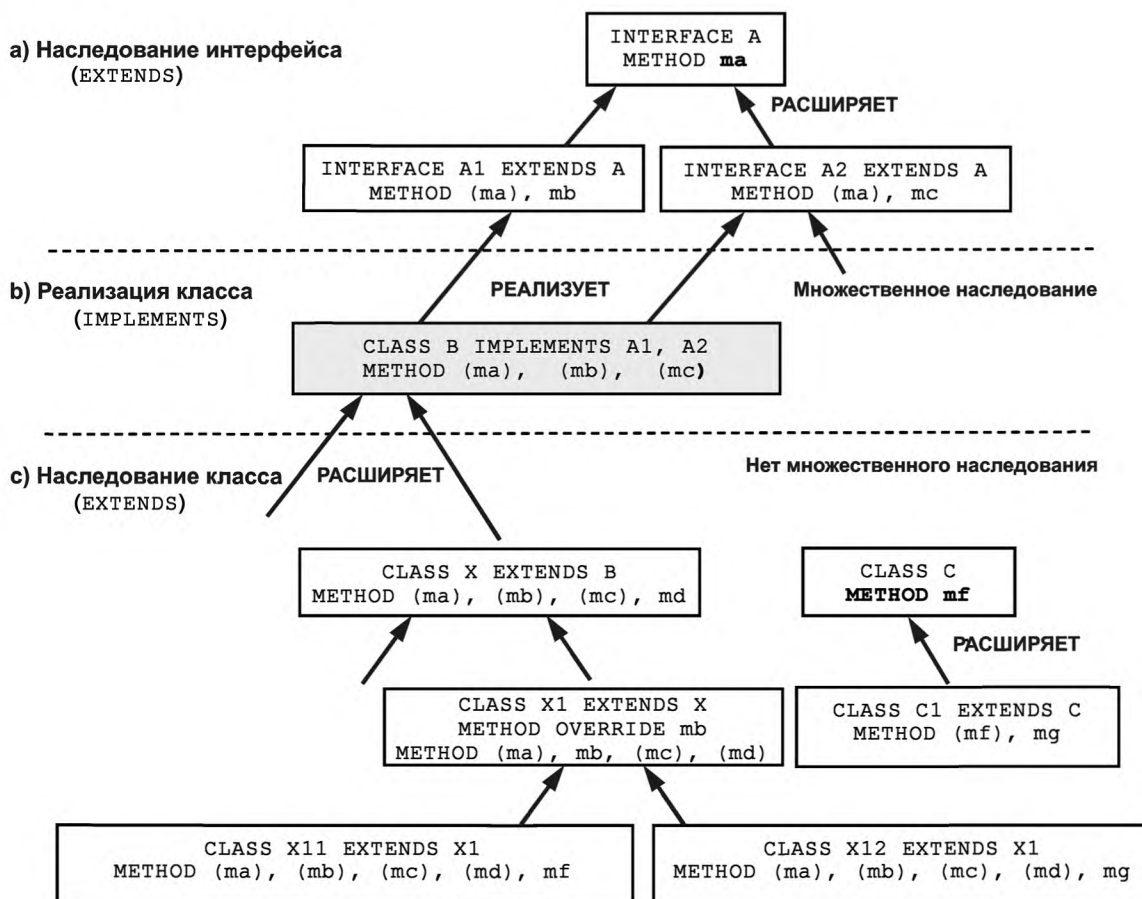 а) Наследование интерфейса
(EXTENDS)
INTERFACE A
METHOD ma
РАСШИРЯЕТ
INTERFACE A1 EXTENDS A
METHOD (ma), mb
INTERFACE A2 EXTENDS A
METHOD (ma), mc
b) Реализация класса
(IMPLEMENTS)
РЕАЛИЗУЕТ
Множественное наследование
CLASS B IMPLEMENTS A1, A2
METHOD (ma), (mb), (mc)
c) Наследование класса
(EXTENDS)
РАСШИРЯЕТ
Нет множественного наследования
CLASS X EXTENDS B
METHOD (ma), (mb), (mc), md
CLASS C
METHOD mf
РАСШИРЯЕТ
CLASS X1 EXTENDS X
METHOD OVERRIDE mb
METHOD (ma), mb, (mc), (md)
CLASS C1 EXTENDS C
METHOD (mf), mg
CLASS X11 EXTENDS X1
METHOD (ma), (mb), (mc), (md), mf
CLASS X12 EXTENDS X1
METHOD (ma), (mb), (mc), (md), mg